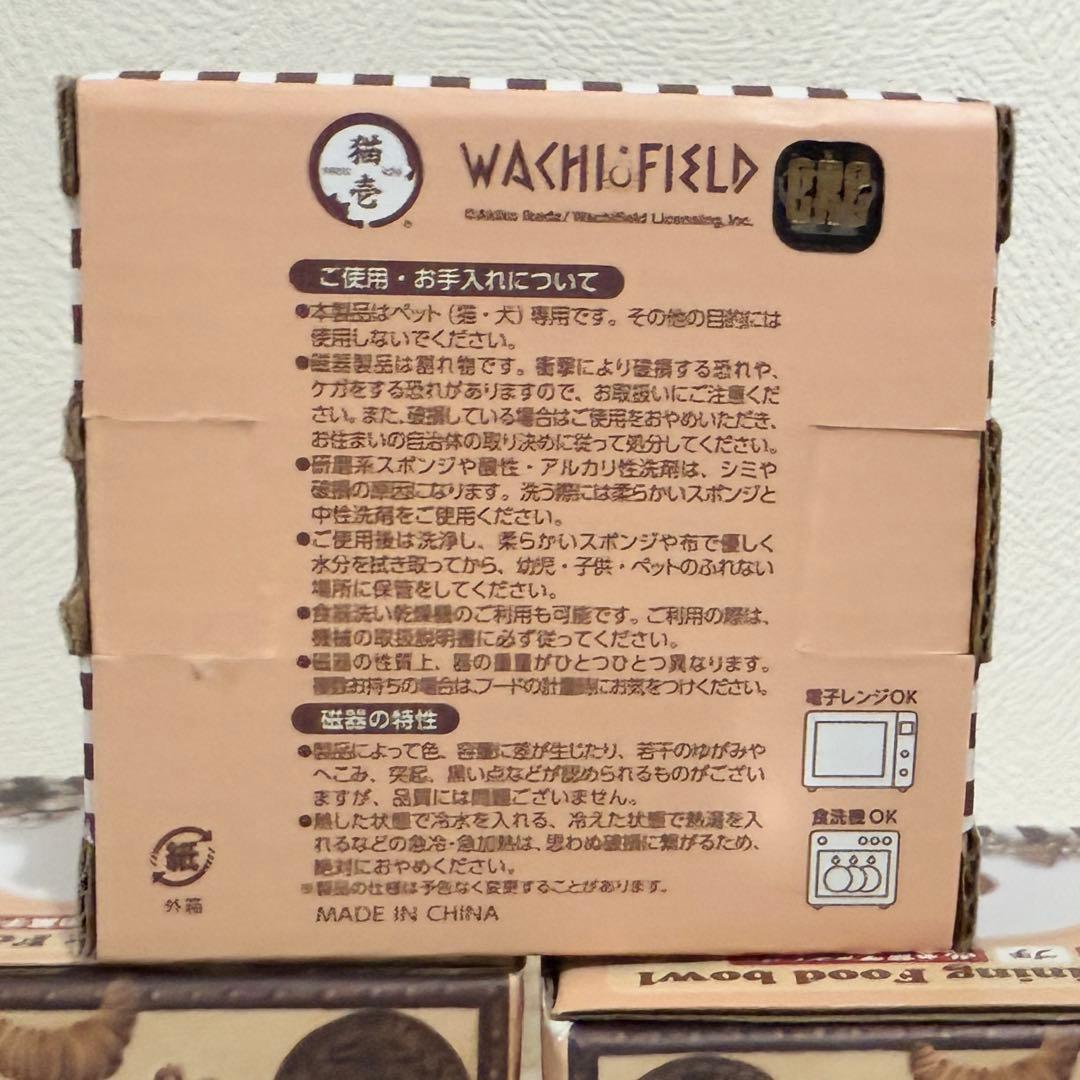 猫壱
WACHIFIELD
©Akiko Ikeda/ Wachifield Licensing, Inc.
ご使用・お手入れについて
●本製品はペット(猫・犬)専用です。その他の目的には
使用しないでください。
●磁器製品は割れ物です。衝撃により破損する恐れや、
ケガをする恐れがありますので、お取扱いにご注意くだ
さい。また、破損している場合はご使用をおやめいただき、
お住まいの自治体の取り決めに従って処分してください。
●研磨系スポンジや酸性・アルカリ性洗剤は、シミや
破損の原因になります。洗う際には柔らかいスポンジと
中性洗剤をご使用ください。
●ご使用後は洗浄し、柔らかいスポンジや布で優しく
水分を拭き取ってから、幼児・子供・ペットのふれない
場所に保管をしてください。
●食器洗い乾燥機のご利用も可能です。ご利用の際は、
機械の取扱説明書に必ず従ってください。
●磁器の性質上、器の重量がひとつひとつ異なります。
複数お持ちの場合は、フードの計量時にお気をつけください。
磁器の特性
●製品によって色、容量に差が生じたり、若干のゆがみや
へこみ、突起、黒い点などが認められるものがござい
ますが、品質には問題ございません。
●熱した状態で冷水を入れる、冷えた状態で熱湯を入
れるなどの急冷・急加熱は、思わぬ破損に繋がるため、
絶対におやめください。
※製品の仕様は予告なく変更することがあります。
MADE IN CHINA
電子レンジOK
食洗機OK
紙
外箱
ining Food bowl